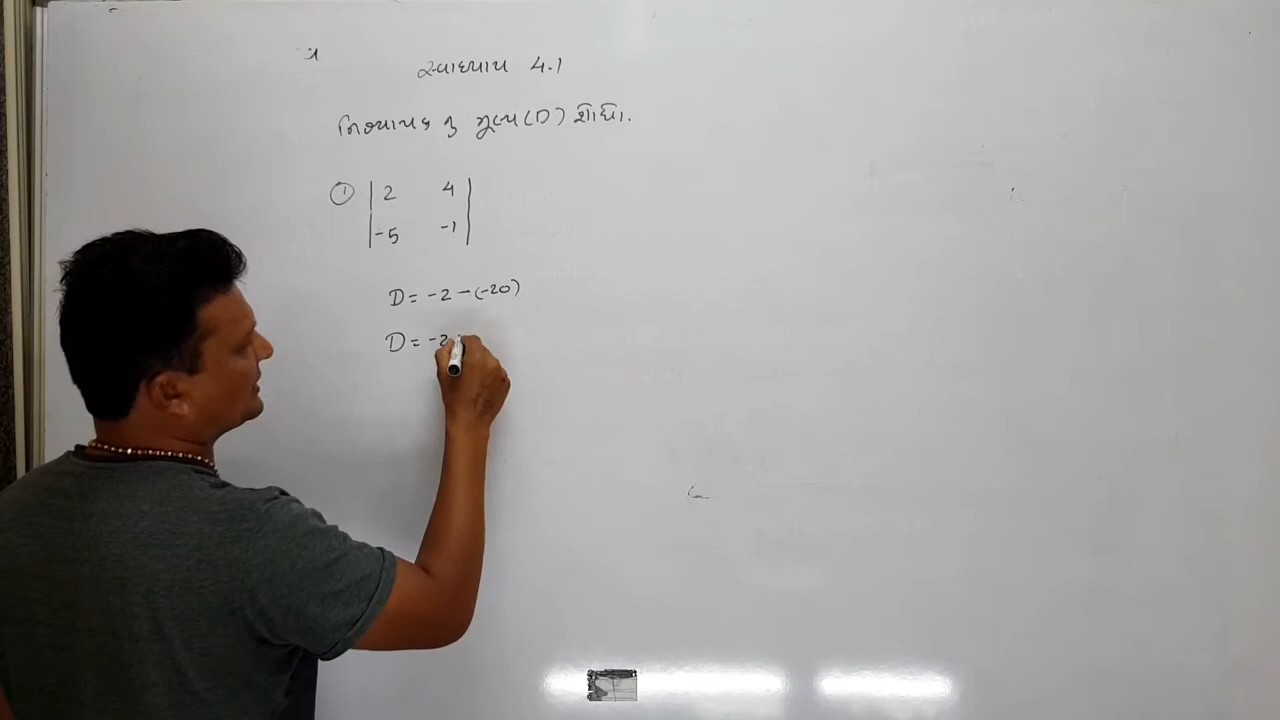 સ્વાધ્યાય 4.1
નિશ્ચાયક નુ મુલ્ય (D) શોધો.
① | 2 4 |
| -5 -1 |
D = -2 - (-20)
D = -2